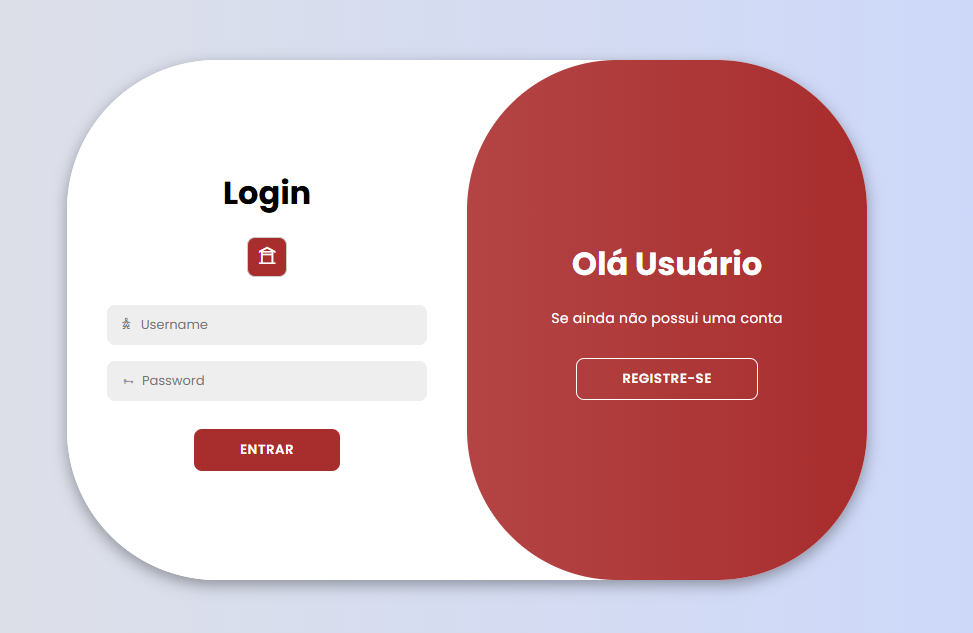 Login
Username
Password
ENTRAR
Olá Usuário
Se ainda não possui uma conta
REGISTRE-SE